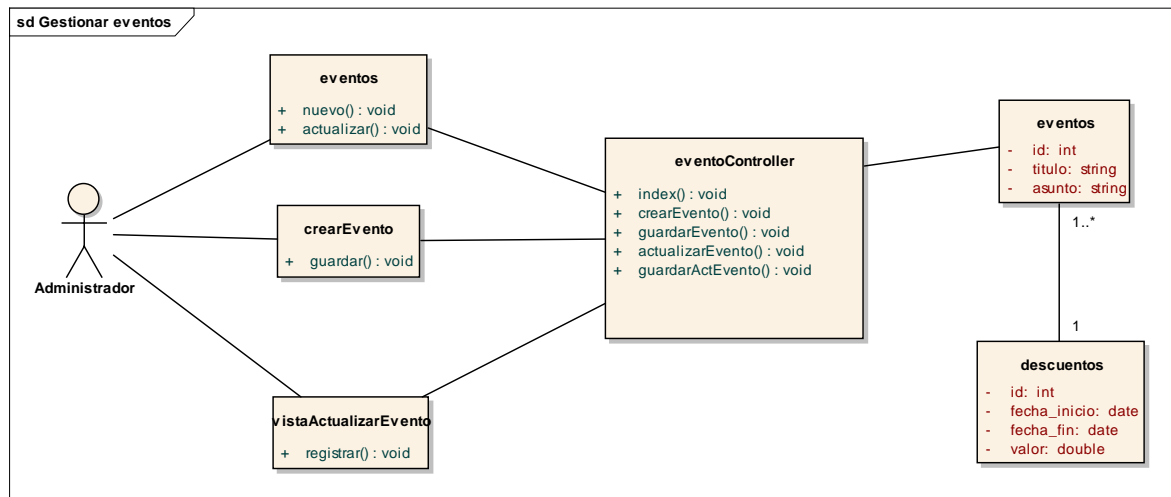 sd Gestionar eventos
Administrador
eventos
+ nuevo() : void
+ actualizar() : void
crearEvento
+ guardar() : void
vistaActualizarEvento
+ registrar() : void
eventoController
+ index() : void
+ crearEvento() : void
+ guardarEvento() : void
+ actualizarEvento() : void
+ guardarActEvento() : void
eventos
- id: int
- titulo: string
- asunto: string
1..*
1
descuentos
- id: int
- fecha_inicio: date
- fecha_fin: date
- valor: double